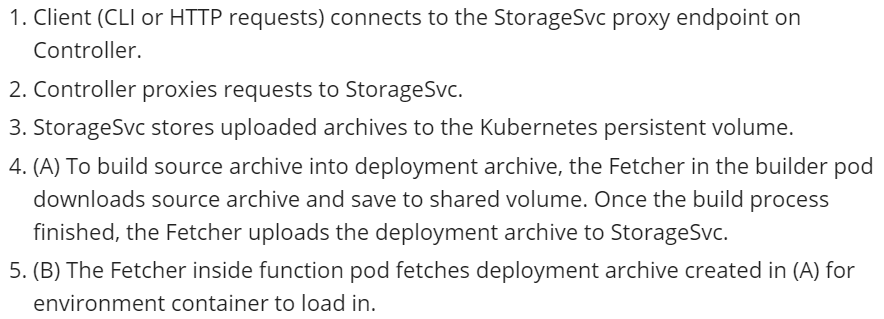 1. Client (CLI or HTTP requests) connects to the StorageSvc proxy endpoint on
Controller.
2. Controller proxies requests to StorageSvc.
3. StorageSvc stores uploaded archives to the Kubernetes persistent volume.
4. (A) To build source archive into deployment archive, the Fetcher in the builder pod
downloads source archive and save to shared volume. Once the build process
finished, the Fetcher uploads the deployment archive to StorageSvc.
5. (B) The Fetcher inside function pod fetches deployment archive created in (A) for
environment container to load in.